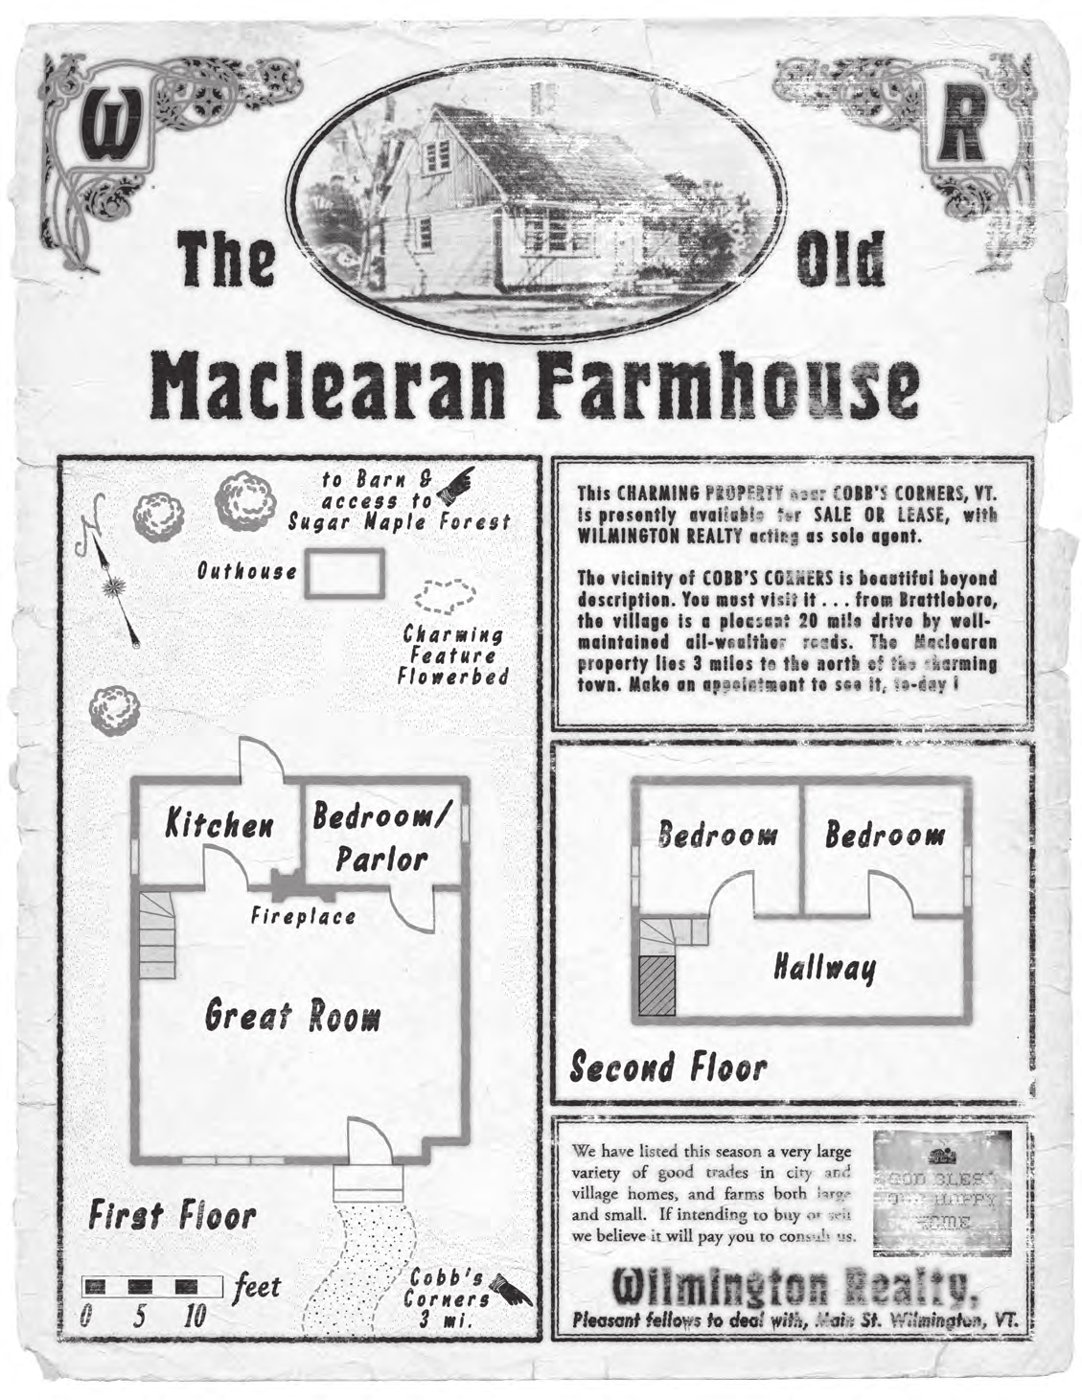 W
R
The Old
Maclearan Farmhouse
to Barn &
access to
Sugar Maple Forest
N
Outhouse
Charming
Feature
Flowerbed
Kitchen
Bedroom/
Parlor
Fireplace
Great Room
First Floor
feet
0 5 10
Cobb's
Corners
3 mi.
This CHARMING PROPERTY near COBB'S CORNERS, VT.
is presently available for SALE OR LEASE, with
WILMINGTON REALTY acting as sole agent.
The vicinity of COBB'S CORNERS is beautiful beyond
description. You must visit it . . . from Brattleboro,
the village is a pleasant 20 mile drive by well-
maintained all-wealther roads. The Maclearan
property lies 3 miles to the north of the charming
town. Make an appointment to see it, to-day !
Bedroom
Bedroom
Hallway
Second Floor
We have listed this season a very large
variety of good trades in city and
village homes, and farms both large
and small. If intending to buy or sell
we believe it will pay you to consult us.
GOD BLESS
OUR HAPPY
HOME
Wilmington Realty,
Pleasant fellows to deal with, Main St. Wilmington, VT.